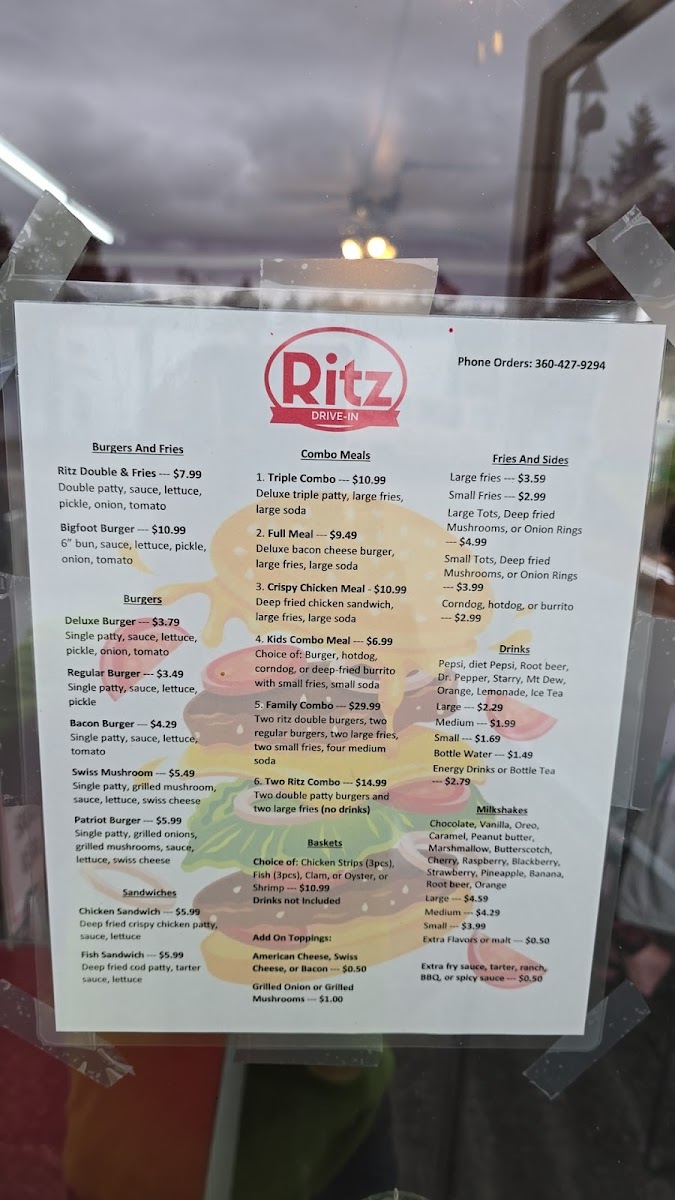 Ritz
DRIVE-IN
Phone Orders: 360-427-9294
Burgers And Fries
Ritz Double & Fries --- $7.99
Double patty, sauce, lettuce,
pickle, onion, tomato
Bigfoot Burger --- $10.99
6” bun, sauce, lettuce, pickle,
onion, tomato
Burgers
Deluxe Burger --- $3.79
Single patty, sauce, lettuce,
pickle, onion, tomato
Regular Burger --- $3.49
Single patty, sauce, lettuce,
pickle
Bacon Burger --- $4.29
Single patty, sauce, lettuce,
tomato
Swiss Mushroom --- $5.49
Single patty, grilled mushroom,
sauce, lettuce, swiss cheese
Patriot Burger --- $5.99
Single patty, grilled onions,
grilled mushrooms, sauce,
lettuce, swiss cheese
Sandwiches
Chicken Sandwich --- $5.99
Deep fried crispy chicken patty,
sauce, lettuce
Fish Sandwich --- $5.99
Deep fried cod patty, tarter
sauce, lettuce
Combo Meals
1. Triple Combo --- $10.99
Deluxe triple patty, large fries,
large soda
2. Full Meal --- $9.49
Deluxe bacon cheese burger,
large fries, large soda
3. Crispy Chicken Meal - $10.99
Deep fried chicken sandwich,
large fries, large soda
4. Kids Combo Meal --- $6.99
Choice of: Burger, hotdog,
corndog, or deep-fried burrito
with small fries, small soda
5. Family Combo --- $29.99
Two ritz double burgers, two
regular burgers, two large fries,
two small fries, four medium
soda
6. Two Ritz Combo --- $14.99
Two double patty burgers and
two large fries (no drinks)
Baskets
Choice of: Chicken Strips (3pcs),
Fish (3pcs), Clam, or Oyster, or
Shrimp --- $10.99
Drinks not Included
Add On Toppings:
American Cheese, Swiss
Cheese, or Bacon --- $0.50
Grilled Onion or Grilled
Mushrooms --- $1.00
Fries And Sides
Large fries --- $3.59
Small Fries --- $2.99
Large Tots, Deep fried
Mushrooms, or Onion Rings
--- $4.99
Small Tots, Deep fried
Mushrooms, or Onion Rings
--- $3.99
Corndog, hotdog, or burrito
--- $2.99
Drinks
Pepsi, diet Pepsi, Root beer,
Dr. Pepper, Starry, Mt Dew,
Orange, Lemonade, Ice Tea
Large --- $2.29
Medium --- $1.99
Small --- $1.69
Bottle Water --- $1.49
Energy Drinks or Bottle Tea
--- $2.79
Milkshakes
Chocolate, Vanilla, Oreo,
Caramel, Peanut butter,
Marshmallow, Butterscotch,
Cherry, Raspberry, Blackberry,
Strawberry, Pineapple, Banana,
Root beer, Orange
Large --- $4.59
Medium --- $4.29
Small --- $3.99
Extra Flavors or malt --- $0.50
Extra fry sauce, tarter, ranch,
BBQ, or spicy sauce --- $0.50